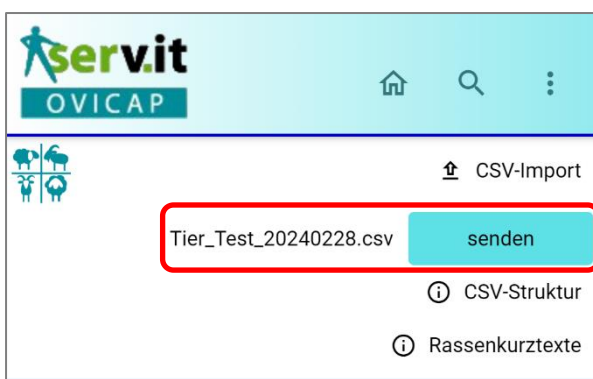 serv.it
OVICAP
CSV-Import
Tier_Test_20240228.csv senden
CSV-Struktur
Rassenkurztexte